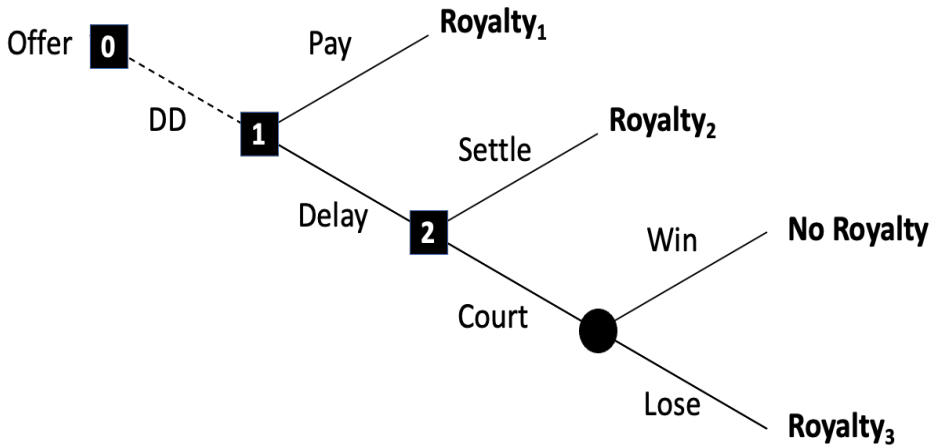 Offer 0
Pay
Royalty₁
DD
1
Settle
Royalty₂
Delay
2
Win
No Royalty
Court
Lose
Royalty₃